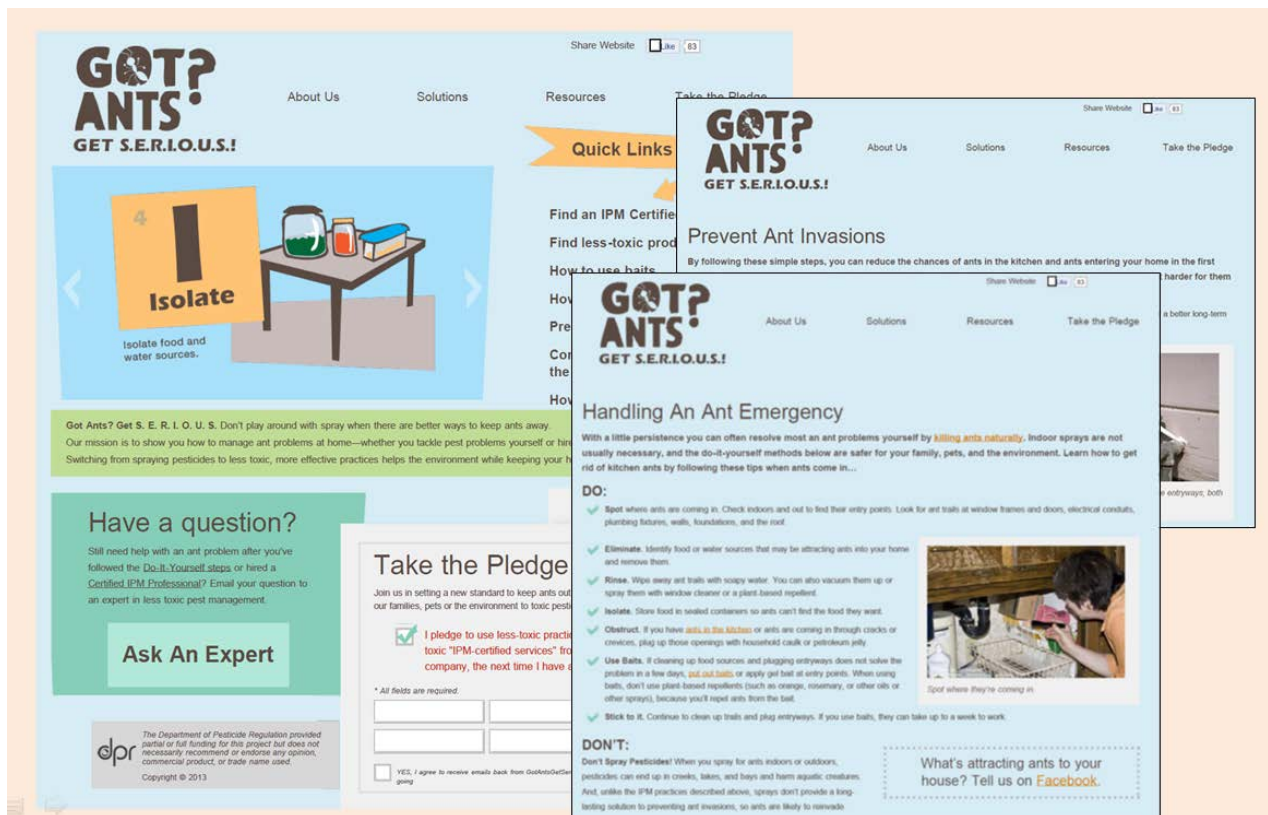 Share Website Like 83
GOT?
ANTS
GET S.E.R.I.O.U.S.!
About Us Solutions Resources Take the Pledge
Quick Links
4
I
Isolate
Isolate food and
water sources.
Find an IPM Certifie
Find less-toxic prod
How to use baits
How
Pre
Con
the
How
Got Ants? Get S. E. R. I. O. U. S. Don't play around with spray when there are better ways to keep ants away.
Our mission is to show you how to manage ant problems at home—whether you tackle pest problems yourself or hire
Switching from spraying pesticides to less toxic, more effective practices helps the environment while keeping your h
Have a question?
Still need help with an ant problem after you've
followed the Do-It-Yourself steps or hired a
Certified IPM Professional? Email your question to
an expert in less toxic pest management.
Ask An Expert
dpr
The Department of Pesticide Regulation provided
partial or full funding for this project but does not
necessarily recommend or endorse any opinion,
commercial product, or trade name used.
Copyright © 2013
Take the Pledge
Join us in setting a new standard to keep ants out
our families, pets or the environment to toxic pesti
I pledge to use less-toxic practi
toxic "IPM-certified services" fro
company, the next time I have a
* All fields are required.
YES, I agree to receive emails back from GotAntsGetSer
going
Share Website Like 83
GOT?
ANTS
GET S.E.R.I.O.U.S.!
About Us Solutions Resources Take the Pledge
Prevent Ant Invasions
By following these simple steps, you can reduce the chances of ants in the kitchen and ants entering your home in the first
t harder for them
a better long-term
e entryways, both
Share Website Like 83
GOT?
ANTS
GET S.E.R.I.O.U.S.!
About Us Solutions Resources Take the Pledge
Handling An Ant Emergency
With a little persistence you can often resolve most an ant problems yourself by killing ants naturally. Indoor sprays are not
usually necessary, and the do-it-yourself methods below are safer for your family, pets, and the environment. Learn how to get
rid of kitchen ants by following these tips when ants come in...
DO:
Spot where ants are coming in. Check indoors and out to find their entry points. Look for ant trails at window frames and doors, electrical conduits,
plumbing fixtures, walls, foundations, and the roof.
Eliminate. Identify food or water sources that may be attracting ants into your home
and remove them.
Rinse. Wipe away ant trails with soapy water. You can also vacuum them up or
spray them with window cleaner or a plant-based repellent.
Isolate. Store food in sealed containers so ants can't find the food they want.
Obstruct. If you have ants in the kitchen or ants are coming in through cracks or
crevices, plug up those openings with household caulk or petroleum jelly.
Use Baits. If cleaning up food sources and plugging entryways does not solve the
problem in a few days, put out baits or apply gel bait at entry points. When using
baits, don't use plant-based repellents (such as orange, rosemary, or other oils or
other sprays), because you'll repel ants from the bait.
Stick to it. Continue to clean up trails and plug entryways. If you use baits, they can take up to a week to work.
Spot where they're coming in.
DON'T:
Don't Spray Pesticides! When you spray for ants indoors or outdoors,
pesticides can end up in creeks, lakes, and bays and harm aquatic creatures.
And, unlike the IPM practices described above, sprays don't provide a long-
lasting solution to preventing ant invasions, so ants are likely to reinvade
What's attracting ants to your
house? Tell us on Facebook.